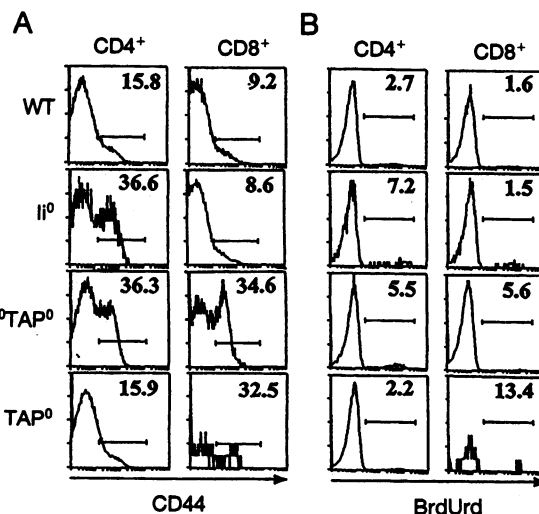 A B
CD4+ CD8+ CD4+ CD8+
WT 15.8 9.2 2.7 1.6
Ii0 36.6 8.6 7.2 1.5
0TAP0 36.3 34.6 5.5 5.6
TAP0 15.9 32.5 2.2 13.4
CD44 BrdUrd